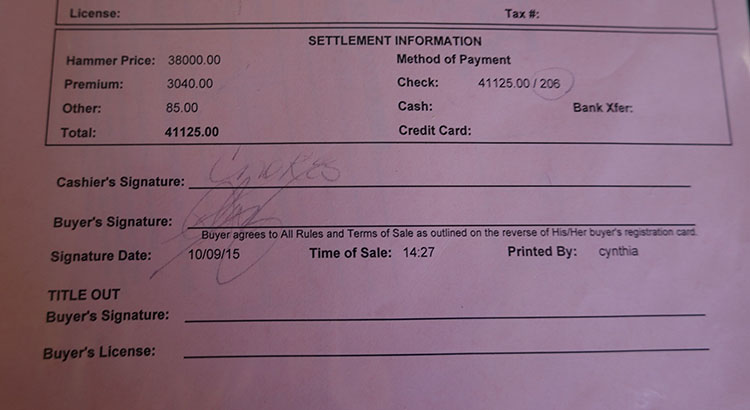 License: Tax #:
SETTLEMENT INFORMATION
Hammer Price: 38000.00 Method of Payment
Premium: 3040.00 Check: 41125.00 / 206
Other: 85.00 Cash: Bank Xfer:
Total: 41125.00 Credit Card:
Cashier's Signature:
Buyer's Signature:
Buyer agrees to All Rules and Terms of Sale as outlined on the reverse of His/Her buyer's registration card.
Signature Date: 10/09/15 Time of Sale: 14:27 Printed By: cynthia
TITLE OUT
Buyer's Signature:
Buyer's License: